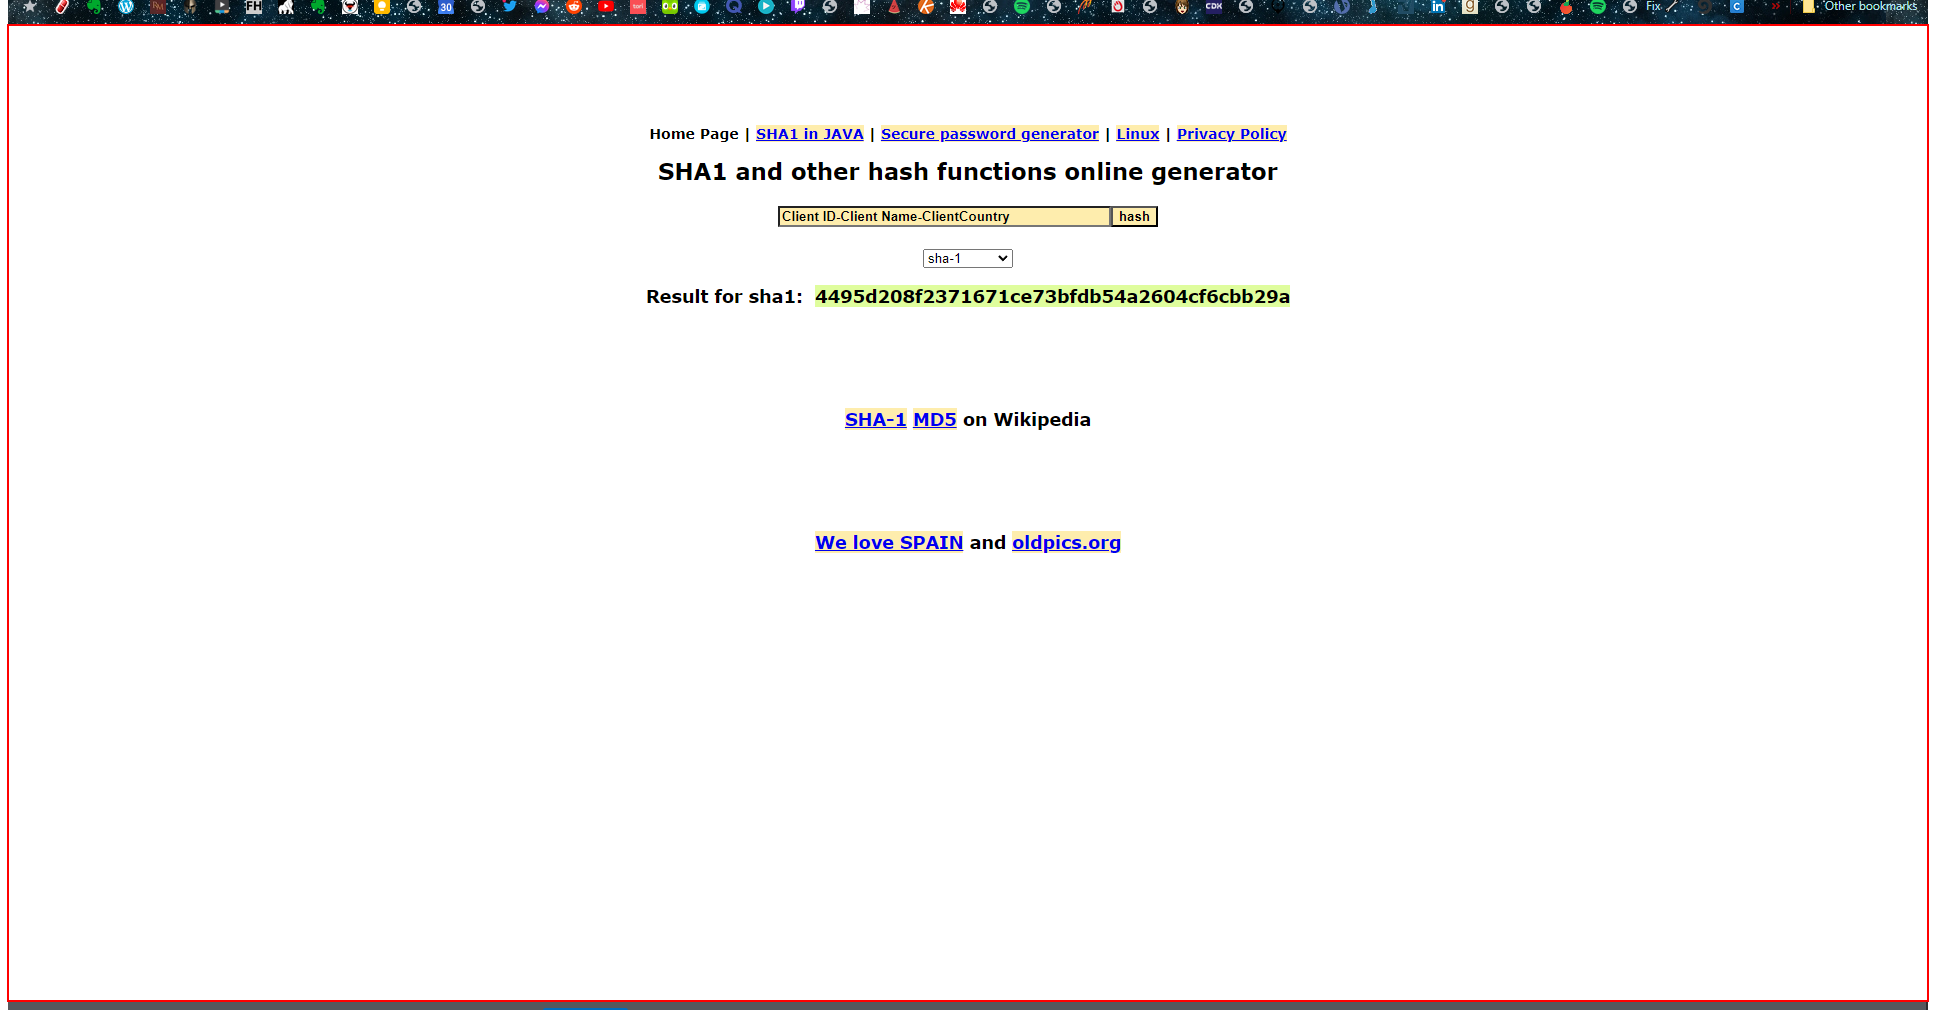 30 FH CDK in g Fix C Other bookmarks
Home Page | SHA1 in JAVA | Secure password generator | Linux | Privacy Policy
SHA1 and other hash functions online generator
Client ID-Client Name-ClientCountry hash
sha-1
Result for sha1: 4495d208f2371671ce73bfdb54a2604cf6cbb29a
SHA-1 MD5 on Wikipedia
We love SPAIN and oldpics.org